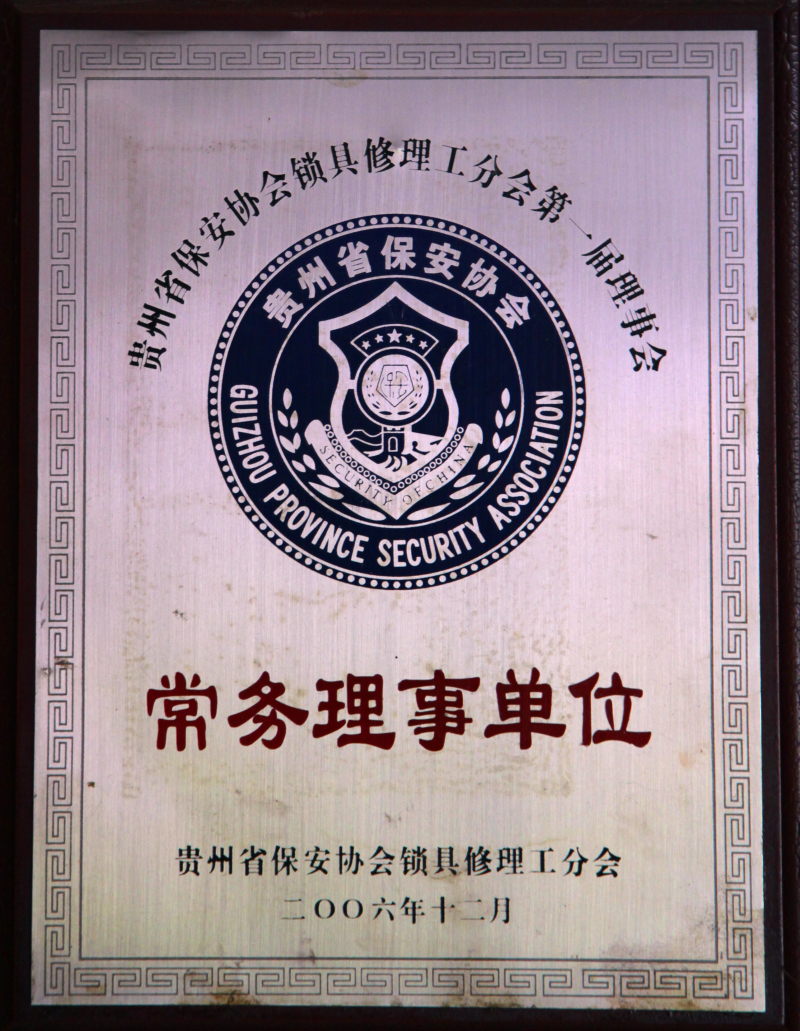 贵州省保安协会锁具修理工分会第一届理事会
贵州省保安协会
SECURITY OF CHINA
GUIZHOU PROVINCE SECURITY ASSOCIATION
常务理事单位
贵州省保安协会锁具修理工分会
二〇〇六年十二月